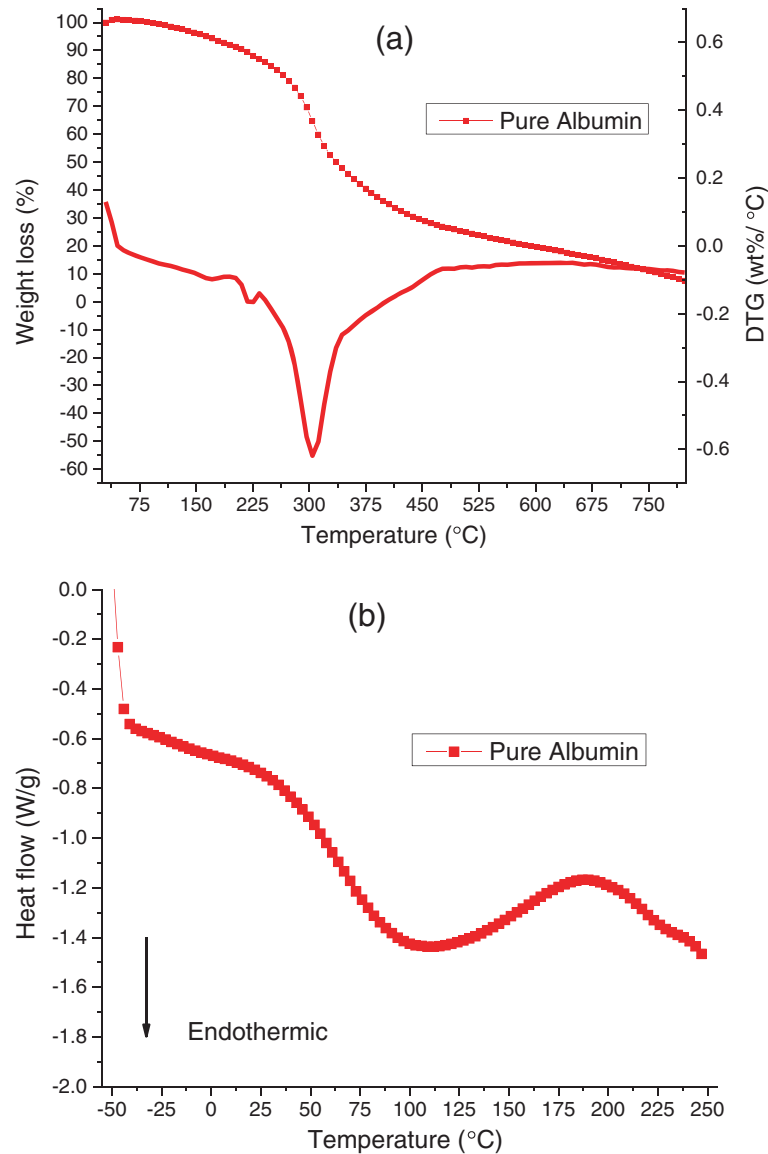 (a)
Pure Albumin
Weight loss (%)
100
90
80
70
60
50
40
30
20
10
0
-10
-20
-30
-40
-50
-60
0.6
0.4
0.2
0.0
-0.2
-0.4
-0.6
DTG (wt%/ °C)
75 150 225 300 375 450 525 600 675 750
Temperature (°C)
(b)
Pure Albumin
Heat flow (W/g)
0.0
-0.2
-0.4
-0.6
-0.8
-1.0
-1.2
-1.4
-1.6
-1.8
-2.0
Endothermic
-50 -25 0 25 50 75 100 125 150 175 200 225 250
Temperature (°C)